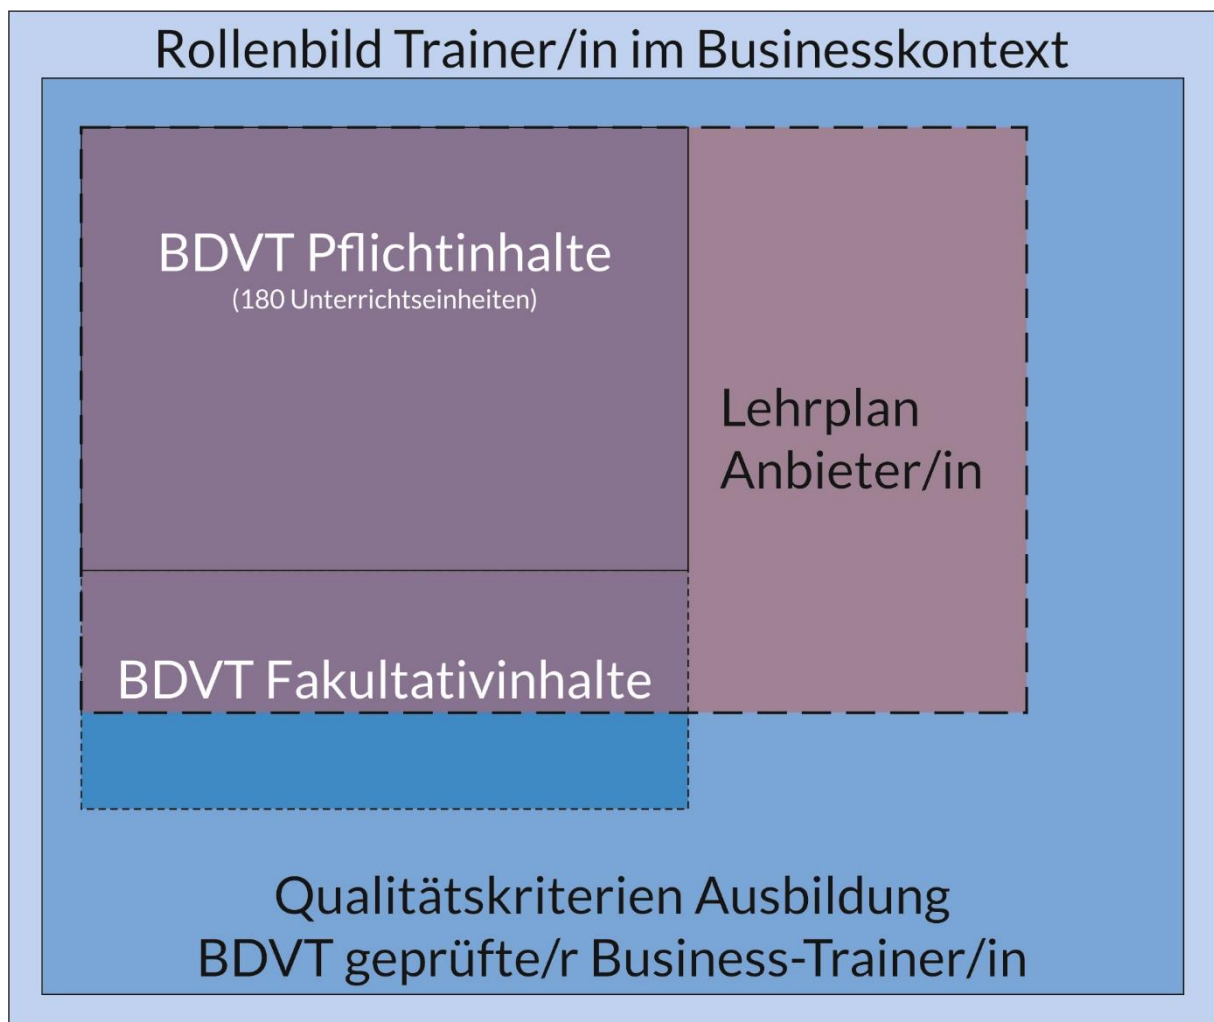 Rollenbild Trainer/in im Businesskontext
BDVT Pflichtinhalte
(180 Unterrichtseinheiten)
Lehrplan
Anbieter/in
BDVT Fakultativinhalte
Qualitätskriterien Ausbildung
BDVT geprüfte/r Business-Trainer/in